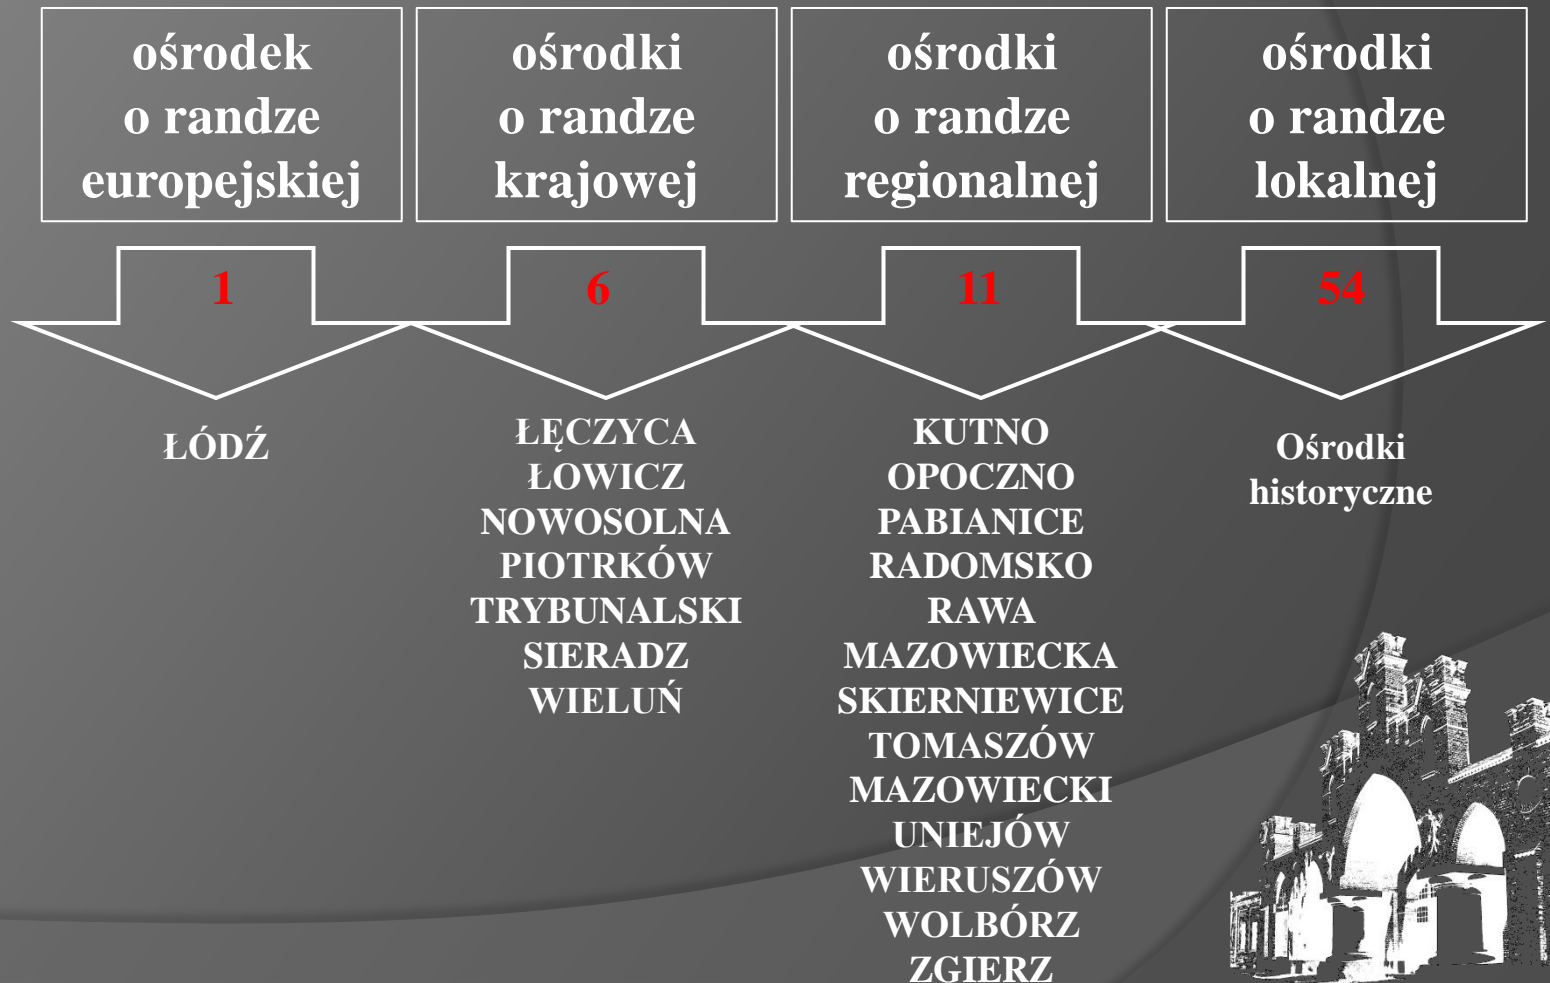 ośrodek
o randze
europejskiej
ośrodki
o randze
krajowej
ośrodki
o randze
regionalnej
ośrodki
o randze
lokalnej
1
6
11
54
ŁÓDŹ
ŁĘCZYCA
ŁOWICZ
NOWOSOLNA
PIOTRKÓW
TRYBUNALSKI
SIERADZ
WIELUŃ
KUTNO
OPOCZNO
PABIANICE
RADOMSKO
RAWA
MAZOWIECKA
SKIERNIEWICE
TOMASZÓW
MAZOWIECKI
UNIEJÓW
WIERUSZÓW
WOLBÓRZ
ZGIERZ
Ośrodki
historyczne